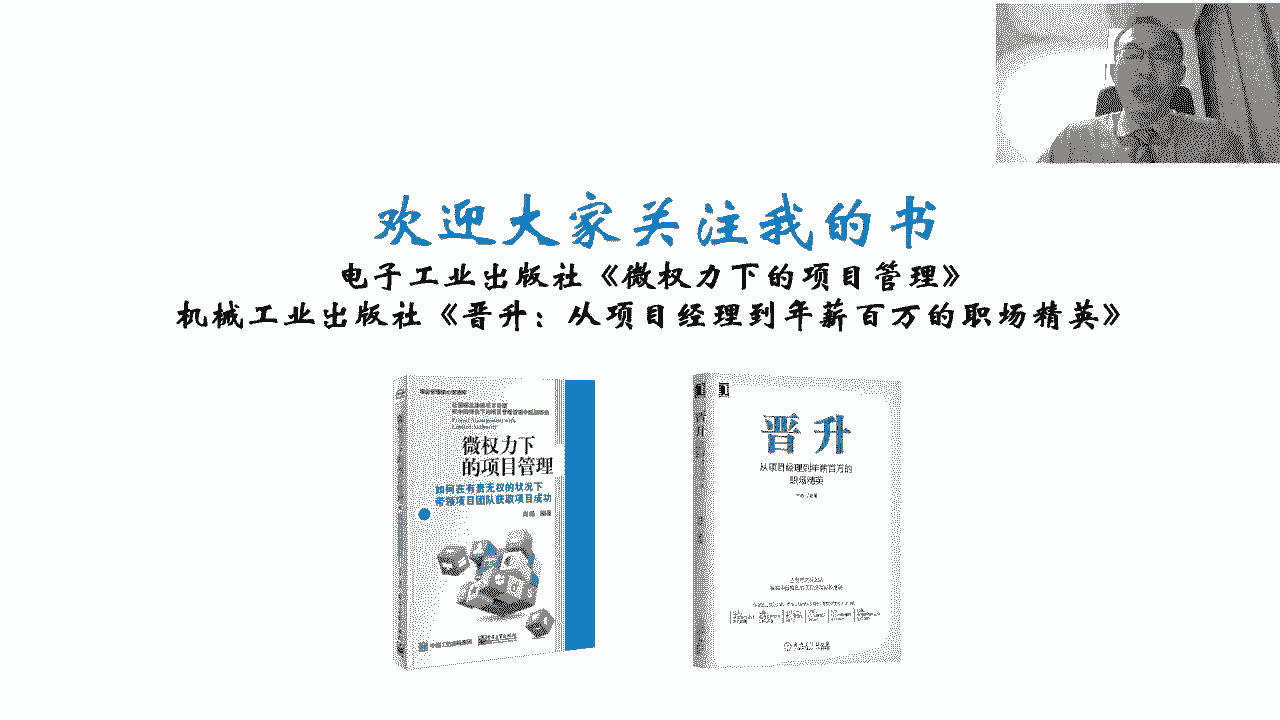 欢迎大家关注我的书
电子工业出版社《微权力下的项目管理》
机械工业出版社《晋升：从项目经理到年薪百万的职场精英》
微权力下
的项目管理
如何在有责无权的状况下
带领项目团队获取项目成功
晋升
从项目经理到年薪百万的
职场精英